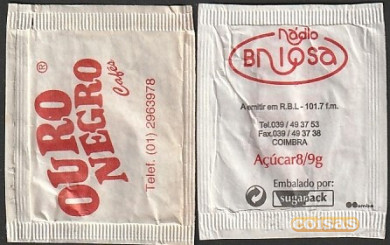 OURO
NEGRO
®
Cafés
Telef. (01) 2963978
Rádio
BRIOSA
A emitir em R.B.L - 101.7 f.m.
Tel.039 / 49 37 53
Fax.039 / 49 37 38
COIMBRA
Açúcar8/9g
Embalado por:
sugarpack
coisas